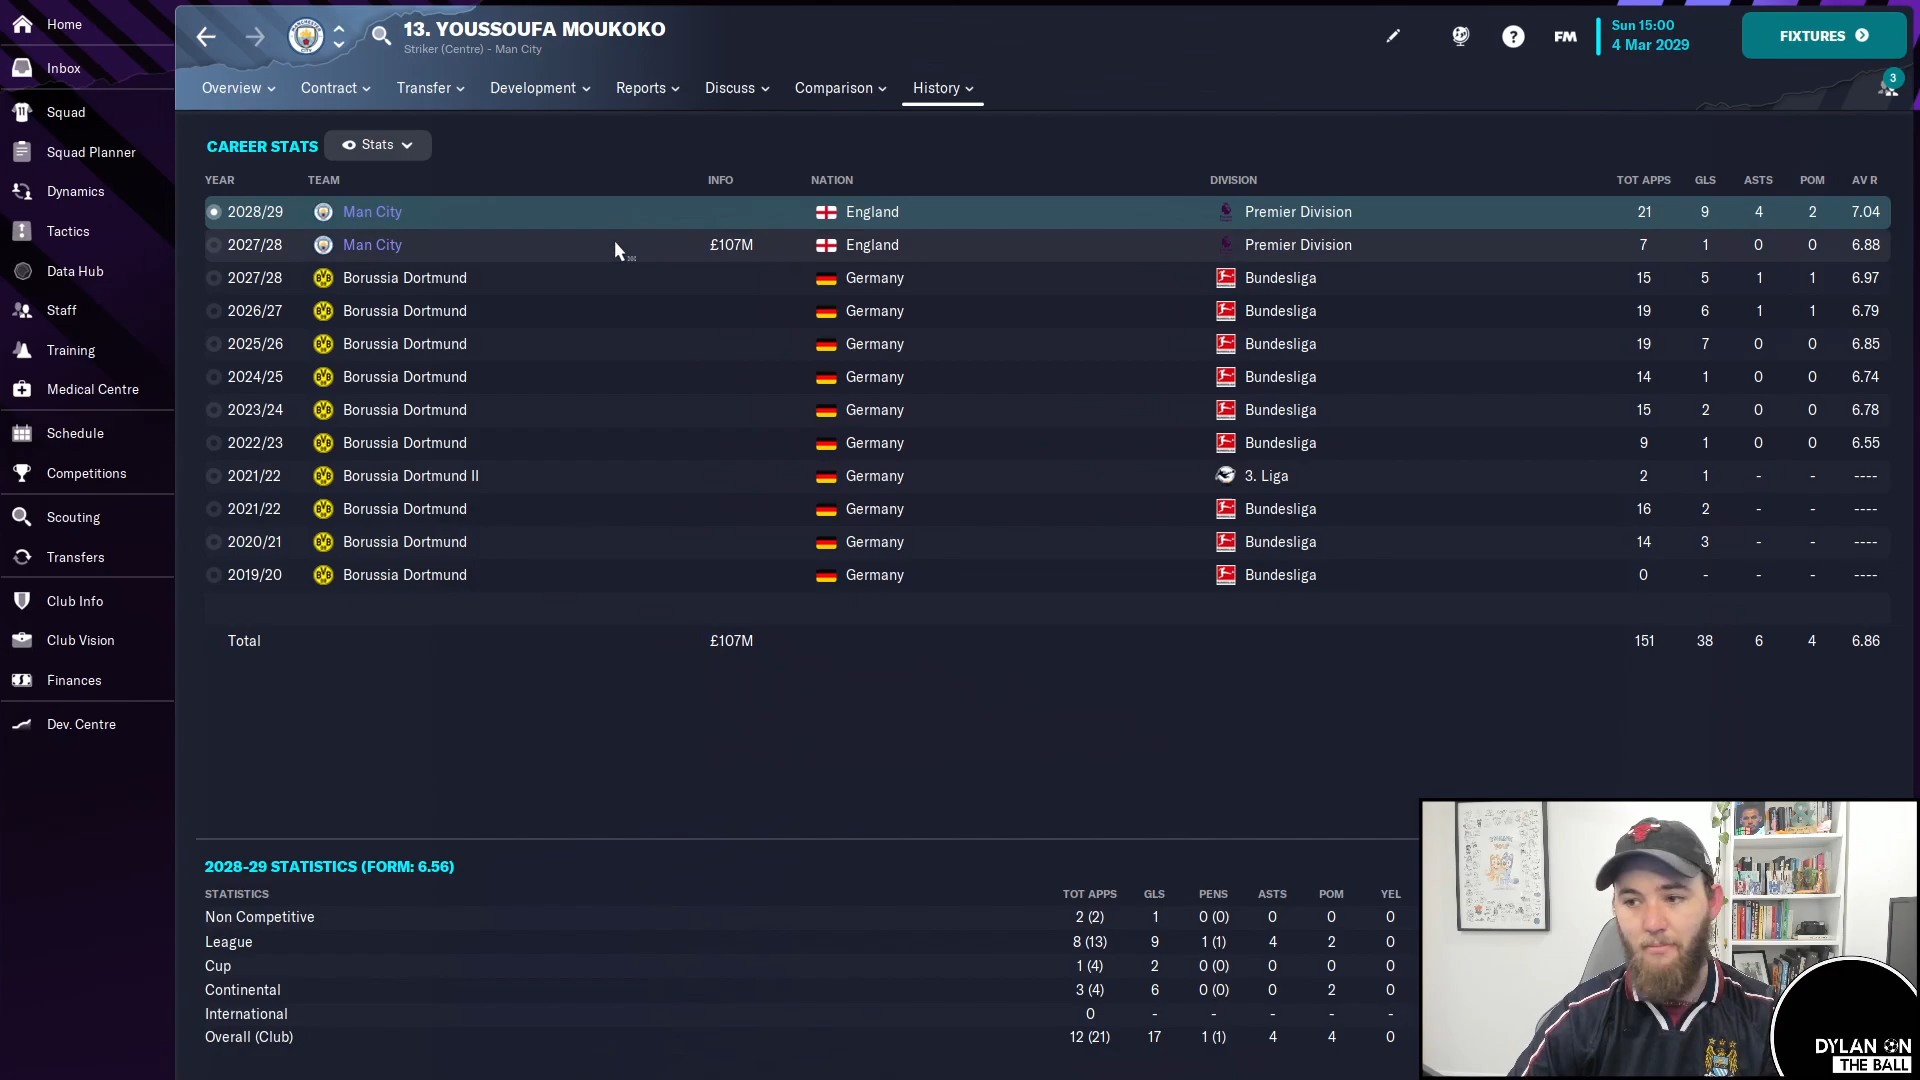 Home
Inbox
Squad
Squad Planner
Dynamics
Tactics
Data Hub
Staff
Training
Medical Centre
Schedule
Competitions
Scouting
Transfers
Club Info
Club Vision
Finances
Dev. Centre
13. YOUSSOUFA MOUKOKO
Striker (Centre) - Man City
FM
Sun 15:00
4 Mar 2029
FIXTURES
Overview Contract Transfer Development Reports Discuss Comparison History
3
CAREER STATS Stats
YEAR TEAM INFO NATION DIVISION TOT APPS GLS ASTS POM AV R
2028/29 Man City England Premier Division 21 9 4 2 7.04
2027/28 Man City £107M England Premier Division 7 1 0 0 6.88
2027/28 Borussia Dortmund Germany Bundesliga 15 5 1 1 6.97
2026/27 Borussia Dortmund Germany Bundesliga 19 6 1 1 6.79
2025/26 Borussia Dortmund Germany Bundesliga 19 7 0 0 6.85
2024/25 Borussia Dortmund Germany Bundesliga 14 1 0 0 6.74
2023/24 Borussia Dortmund Germany Bundesliga 15 2 0 0 6.78
2022/23 Borussia Dortmund Germany Bundesliga 9 1 0 0 6.55
2021/22 Borussia Dortmund II Germany 3. Liga 2 1 - - ----
2021/22 Borussia Dortmund Germany Bundesliga 16 2 - - ----
2020/21 Borussia Dortmund Germany Bundesliga 14 3 - - ----
2019/20 Borussia Dortmund Germany Bundesliga 0 - - - ----
Total £107M 151 38 6 4 6.86
2028-29 STATISTICS (FORM: 6.56)
STATISTICS TOT APPS GLS PENS ASTS POM YEL
Non Competitive 2 (2) 1 0 (0) 0 0 0
League 8 (13) 9 1 (1) 4 2 0
Cup 1 (4) 2 0 (0) 0 0 0
Continental 3 (4) 6 0 (0) 0 2 0
International 0 - - - - -
Overall (Club) 12 (21) 17 1 (1) 4 4 0
DYLAN ON
THE BALL